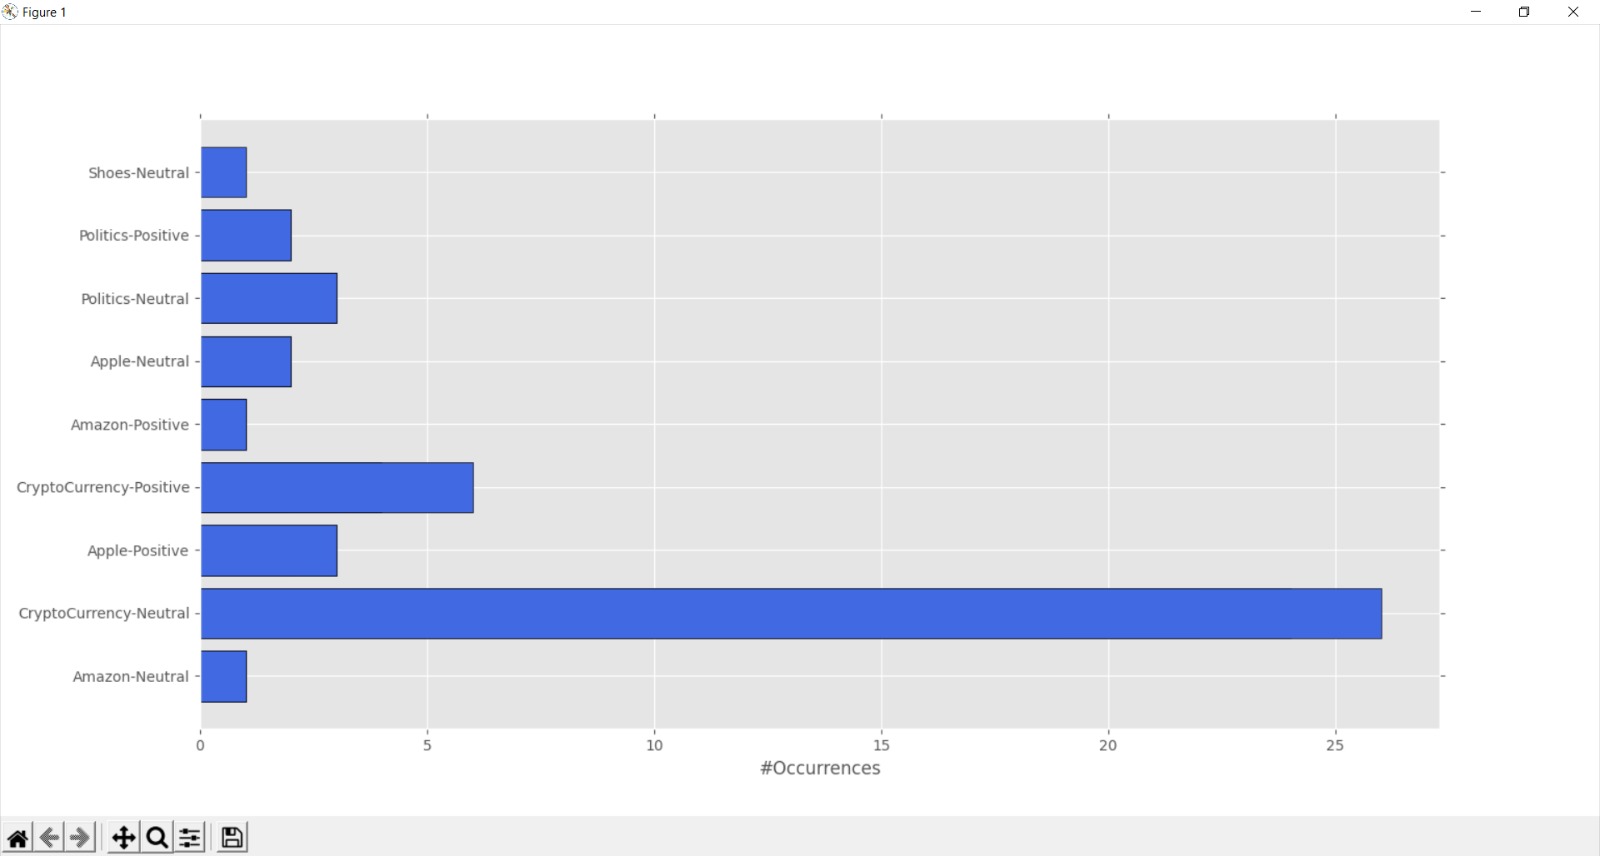 Figure 1
Shoes-Neutral
Politics-Positive
Politics-Neutral
Apple-Neutral
Amazon-Positive
CryptoCurrency-Positive
Apple-Positive
CryptoCurrency-Neutral
Amazon-Neutral
0 5 10 15 20 25
#Occurrences